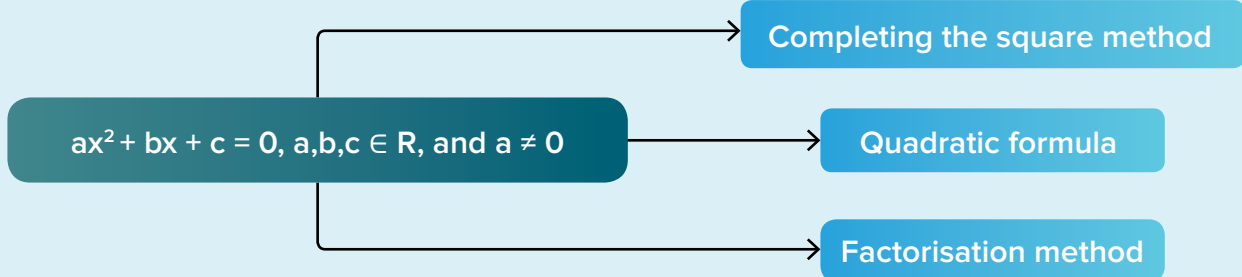 Completing the square method
ax² + bx + c = 0, a,b,c ∈ R, and a ≠ 0
Quadratic formula
Factorisation method